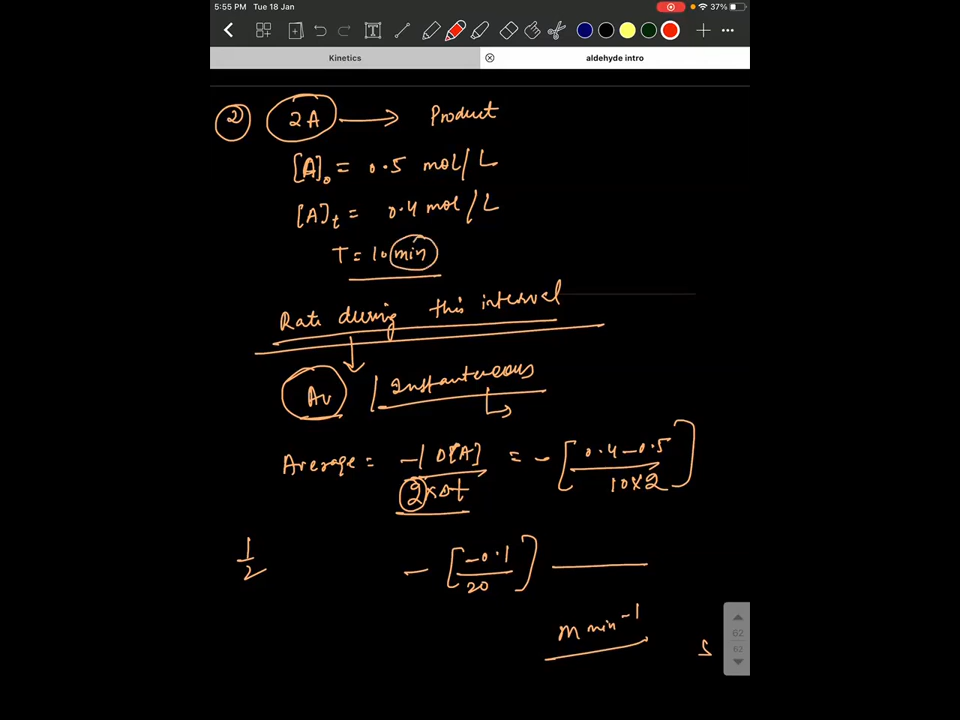 5:55 PM Tue 18 Jan 37%
Kinetics aldehyde intro
2 2A → Product
[A]₀ = 0.5 mol/L
[A]t = 0.4 mol/L
T = 10 min
Rate during this interval
Av / Instantaneous
Average = -1 Δ[A] / 2×Δt = -[0.4-0.5 / 10×2]
1/2 -[-0.1 / 20]
M min⁻¹ S
62
62